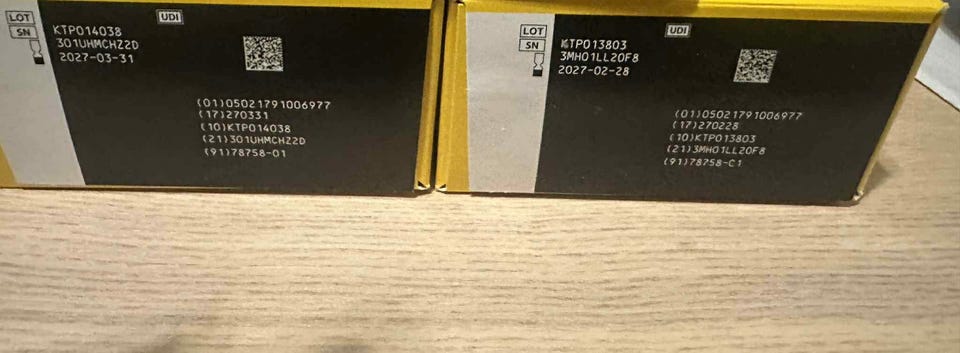 LOT
SN
KTP014038
301UHMCHZ2D
2027-03-31
UDI
(01)05021791006977
(17)270331
(10)KTP014038
(21)301UHMCHZ2D
(91)78758-01
LOT
SN
KTP013803
3MH01LL20F8
2027-02-28
UDI
(01)05021791006977
(17)270228
(10)KTP013803
(21)3MH01LL20F8
(91)78758-C1